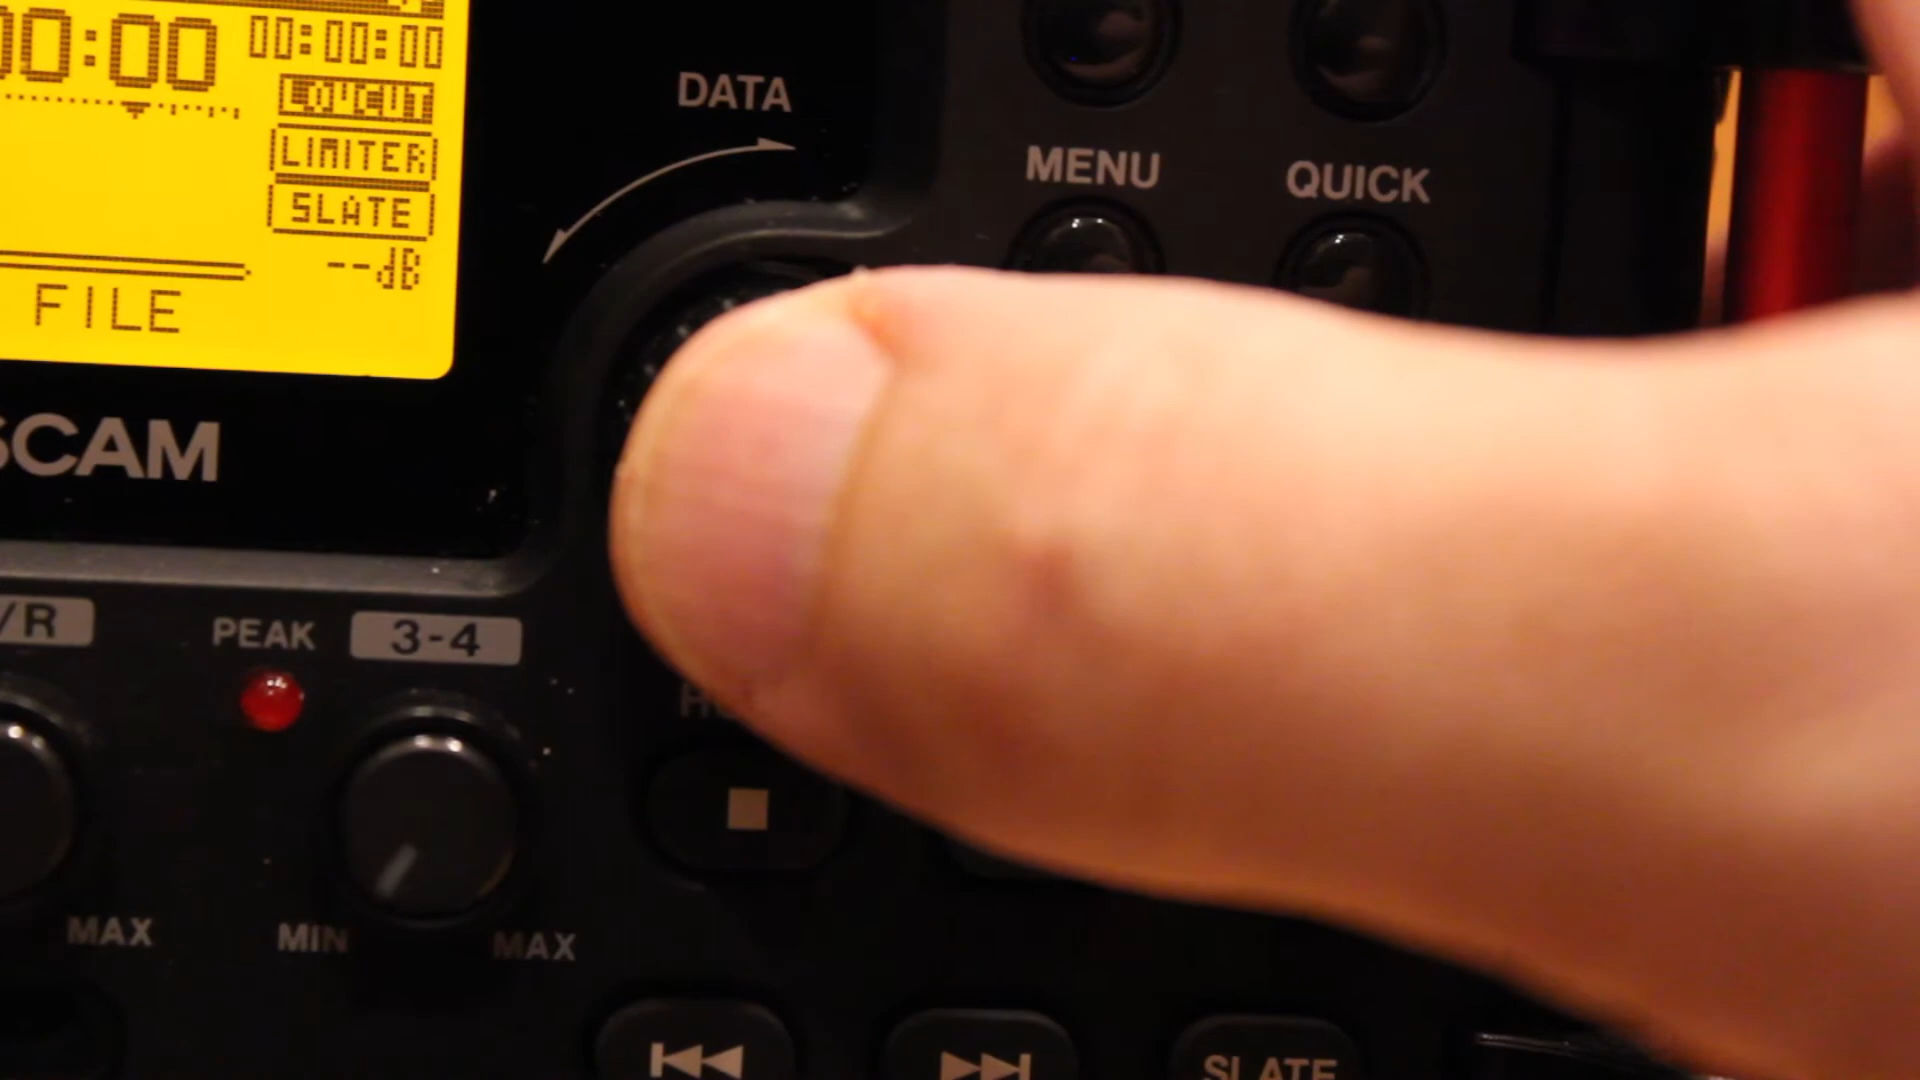 00:00
00:00:00
LOWCUT
LIMITER
SLATE
--dB
FILE
DATA
MENU
QUICK
SCAM
/R
PEAK
3-4
MAX
MIN
MAX
SLATE